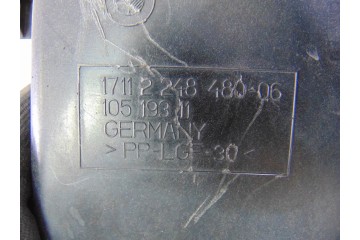 1711 2 248 480-06
105 193 11
GERMANY
> PP-LGF-30 <